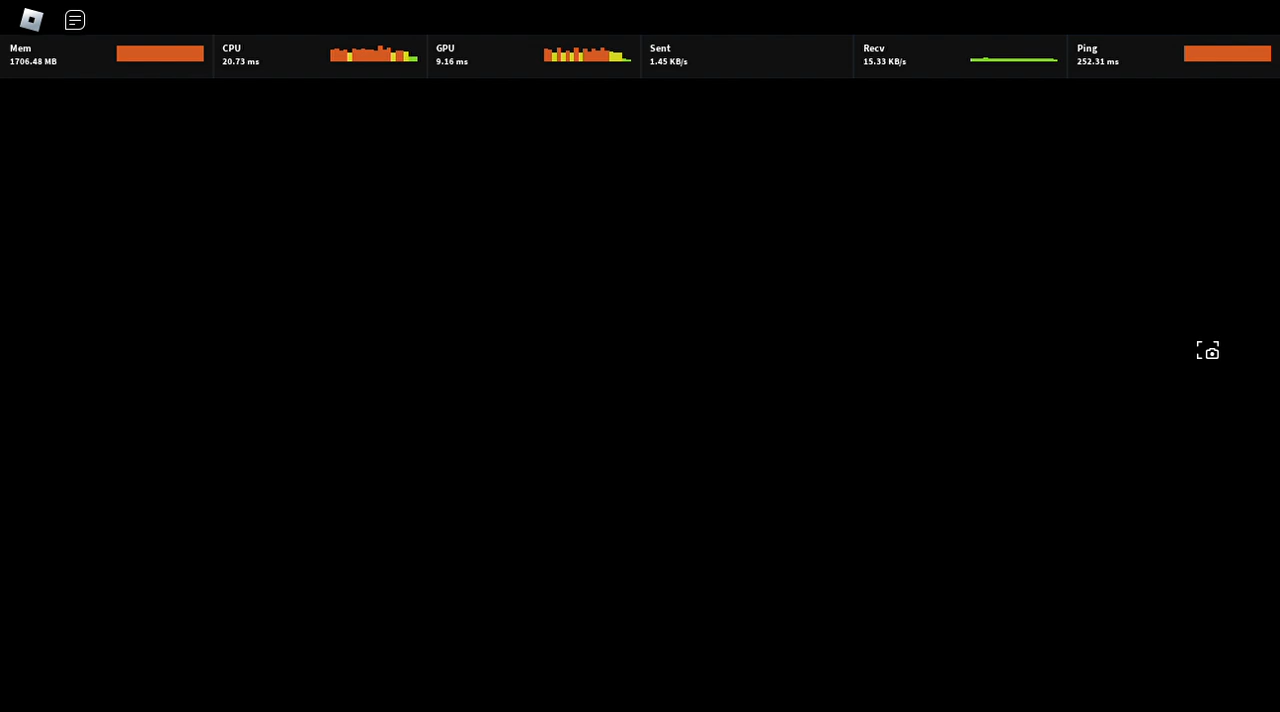 Mem
1706.48 MB
CPU
20.73 ms
GPU
9.16 ms
Sent
1.45 KB/s
Recv
15.33 KB/s
Ping
252.31 ms